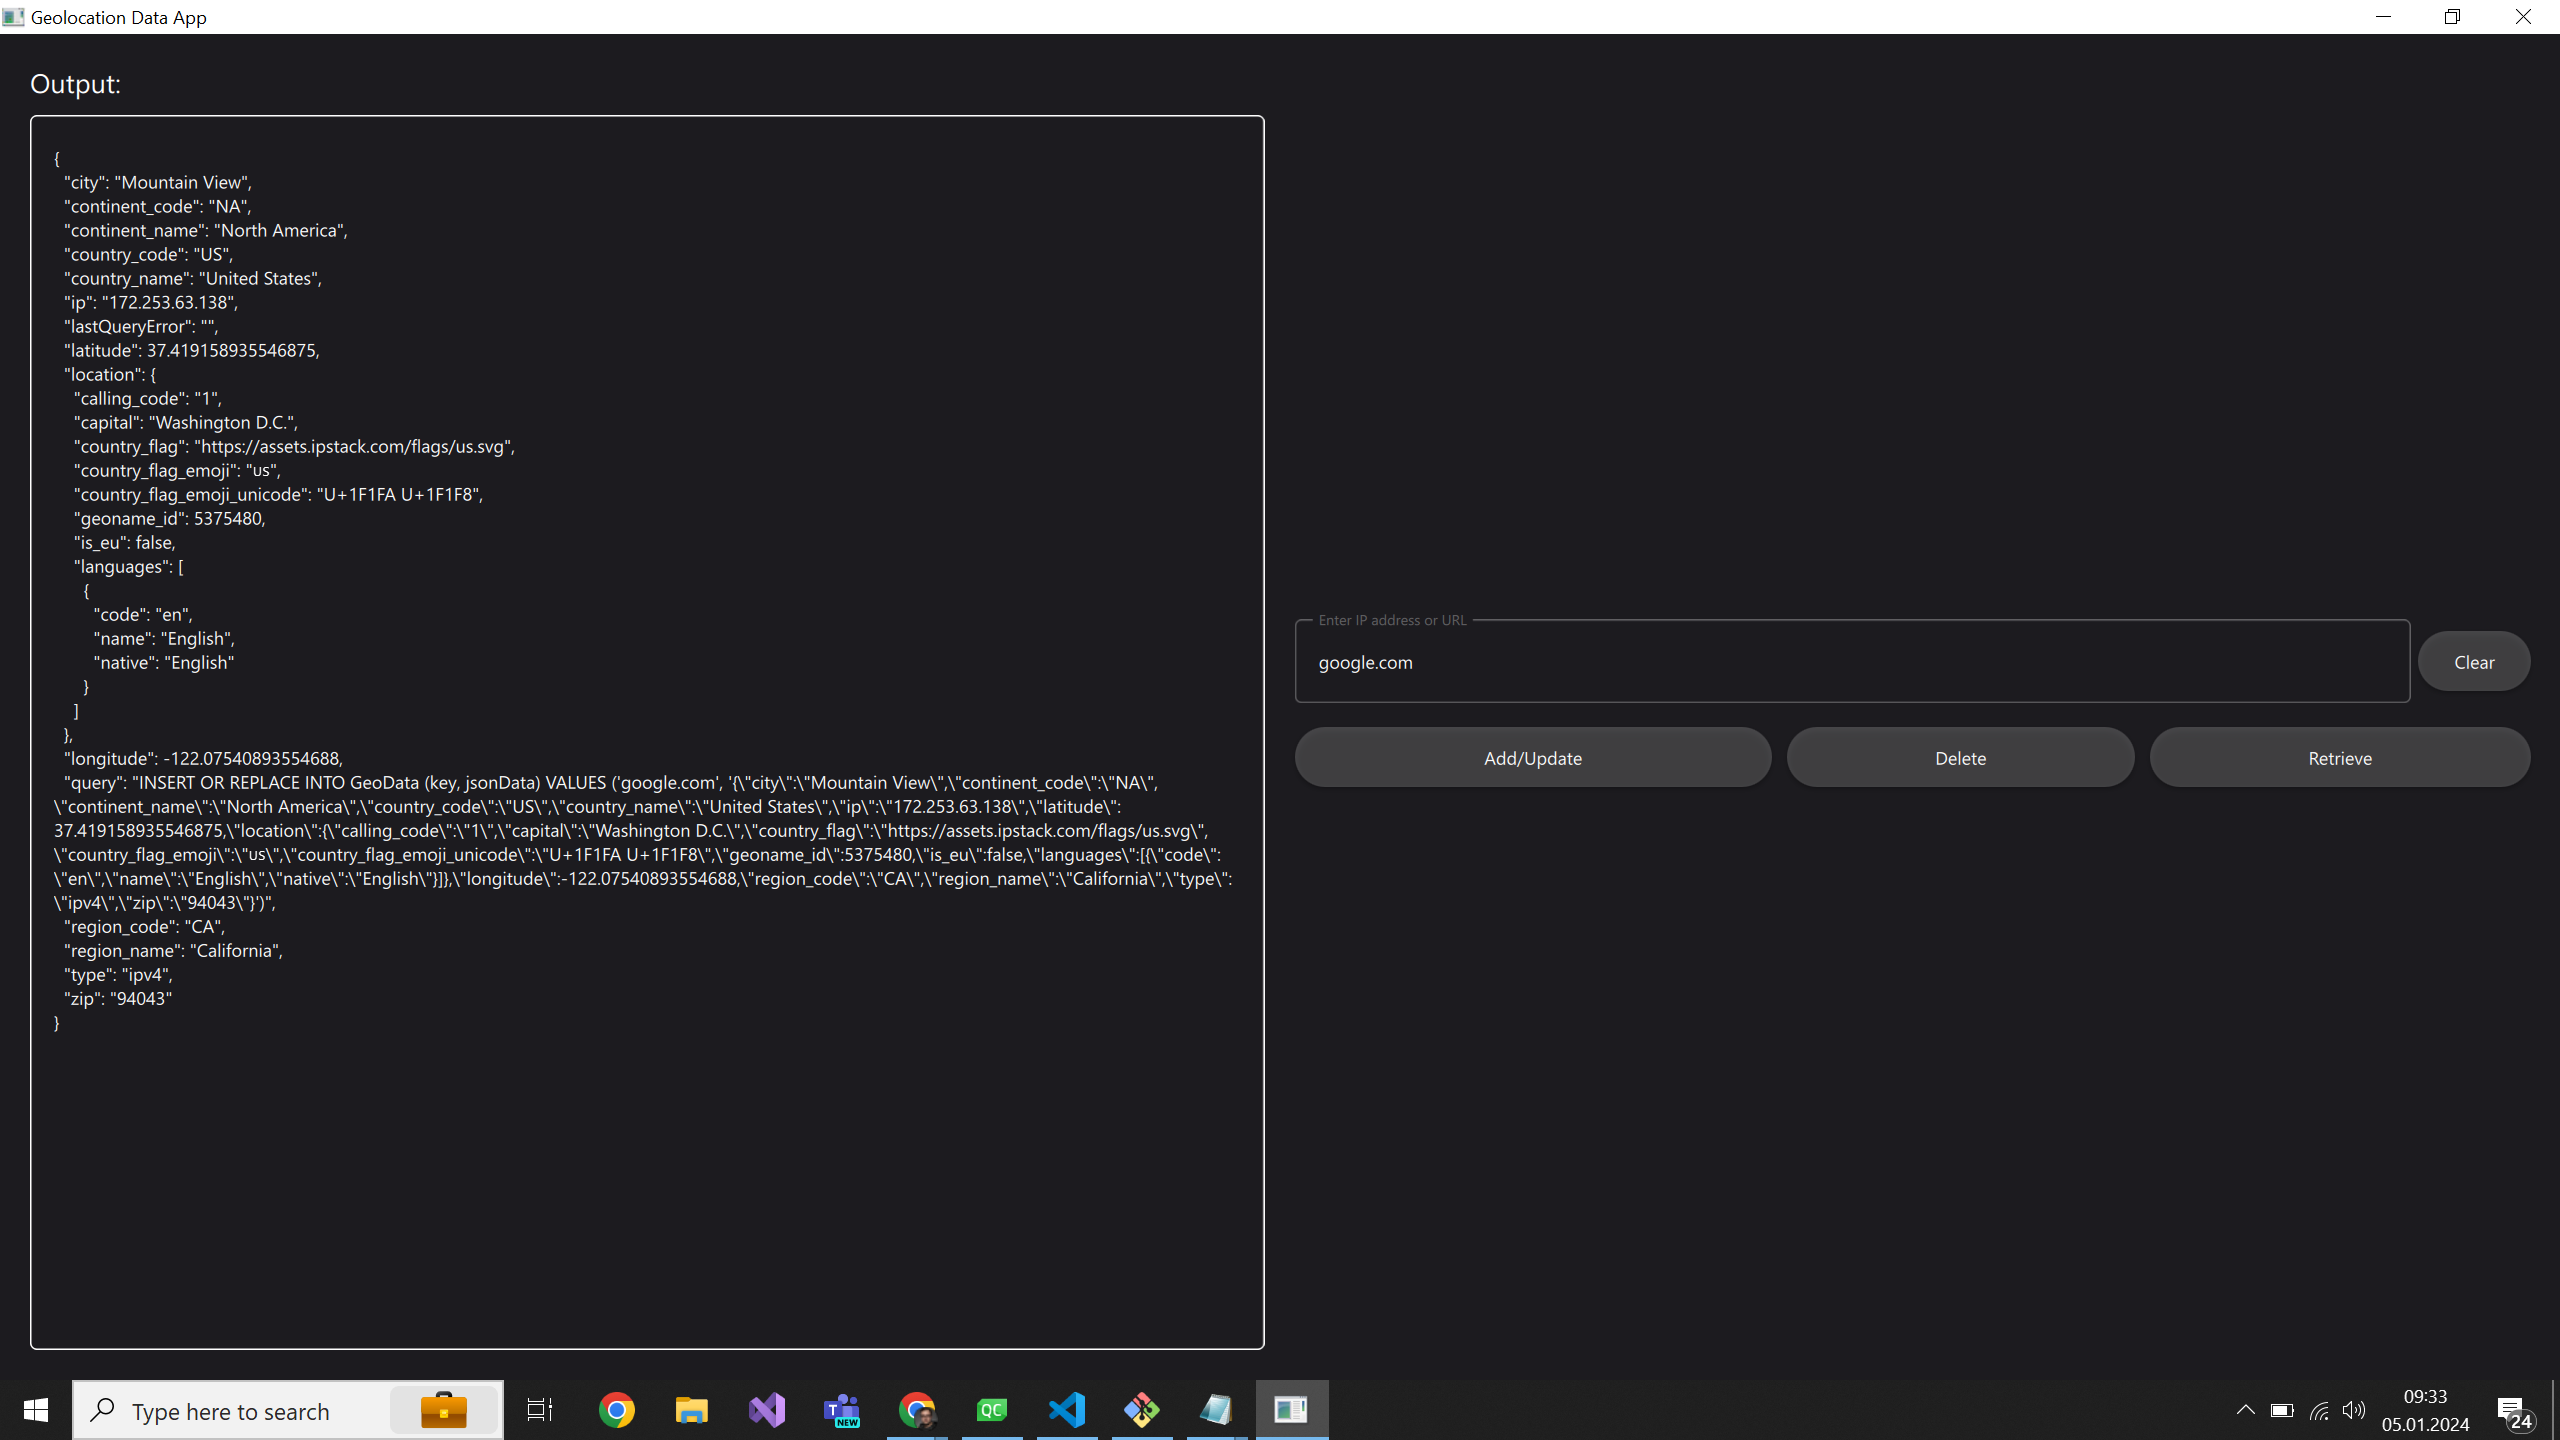 Geolocation Data App
Output:
{
"city": "Mountain View",
"continent_code": "NA",
"continent_name": "North America",
"country_code": "US",
"country_name": "United States",
"ip": "172.253.63.138",
"lastQueryError": "",
"latitude": 37.419158935546875,
"location": {
"calling_code": "1",
"capital": "Washington D.C.",
"country_flag": "https://assets.ipstack.com/flags/us.svg",
"country_flag_emoji": "us",
"country_flag_emoji_unicode": "U+1F1FA U+1F1F8",
"geoname_id": 5375480,
"is_eu": false,
"languages": [
{
"code": "en",
"name": "English",
"native": "English"
}
]
},
"longitude": -122.07540893554688,
"query": "INSERT OR REPLACE INTO GeoData (key, jsonData) VALUES ('google.com', '{\"city\":\"Mountain View\",\"continent_code\":\"NA\",
\"continent_name\":\"North America\",\"country_code\":\"US\",\"country_name\":\"United States\",\"ip\":\"172.253.63.138\",\"latitude\":
37.419158935546875,\"location\":{\"calling_code\":\"1\",\"capital\":\"Washington D.C.\",\"country_flag\":\"https://assets.ipstack.com/flags/us.svg\",
\"country_flag_emoji\":\"us\",\"country_flag_emoji_unicode\":\"U+1F1FA U+1F1F8\",\"geoname_id\":5375480,\"is_eu\":false,\"languages\":[{\"code\":
\"en\",\"name\":\"English\",\"native\":\"English\"}]},\"longitude\":-122.07540893554688,\"region_code\":\"CA\",\"region_name\":\"California\",\"type\":
\"ipv4\",\"zip\":\"94043\"}')",
"region_code": "CA",
"region_name": "California",
"type": "ipv4",
"zip": "94043"
}
Enter IP address or URL
google.com
Clear
Add/Update
Delete
Retrieve
Type here to search
T
NEW
QC
09:33
05.01.2024
24